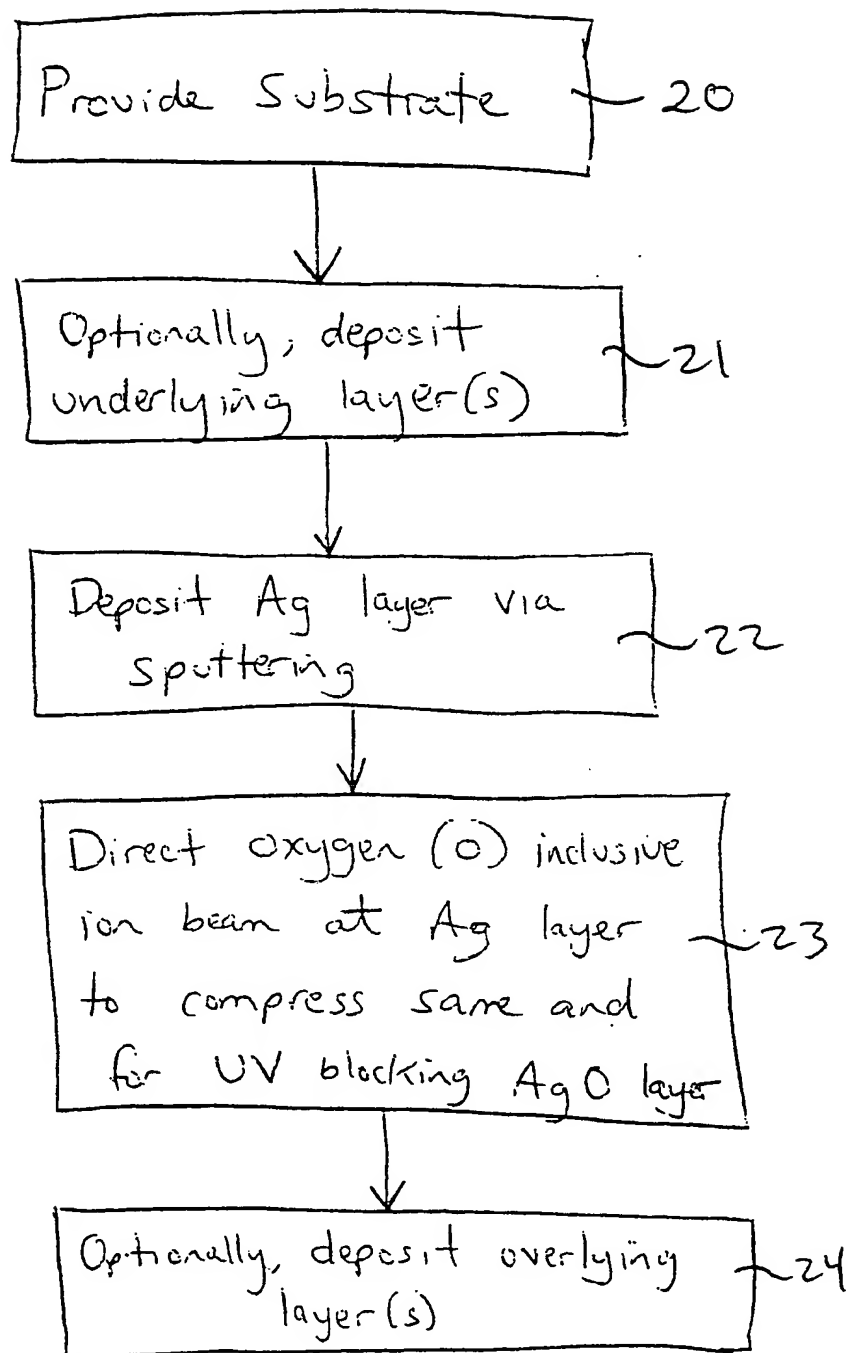 Provide Substrate 20
Optionally, deposit
underlying layer(s) 21
Deposit Ag layer via
sputtering 22
Direct oxygen (O) inclusive
ion beam at Ag layer 23
to compress same and
for UV blocking AgO layer
Optionally, deposit overlying 24
layer(s)